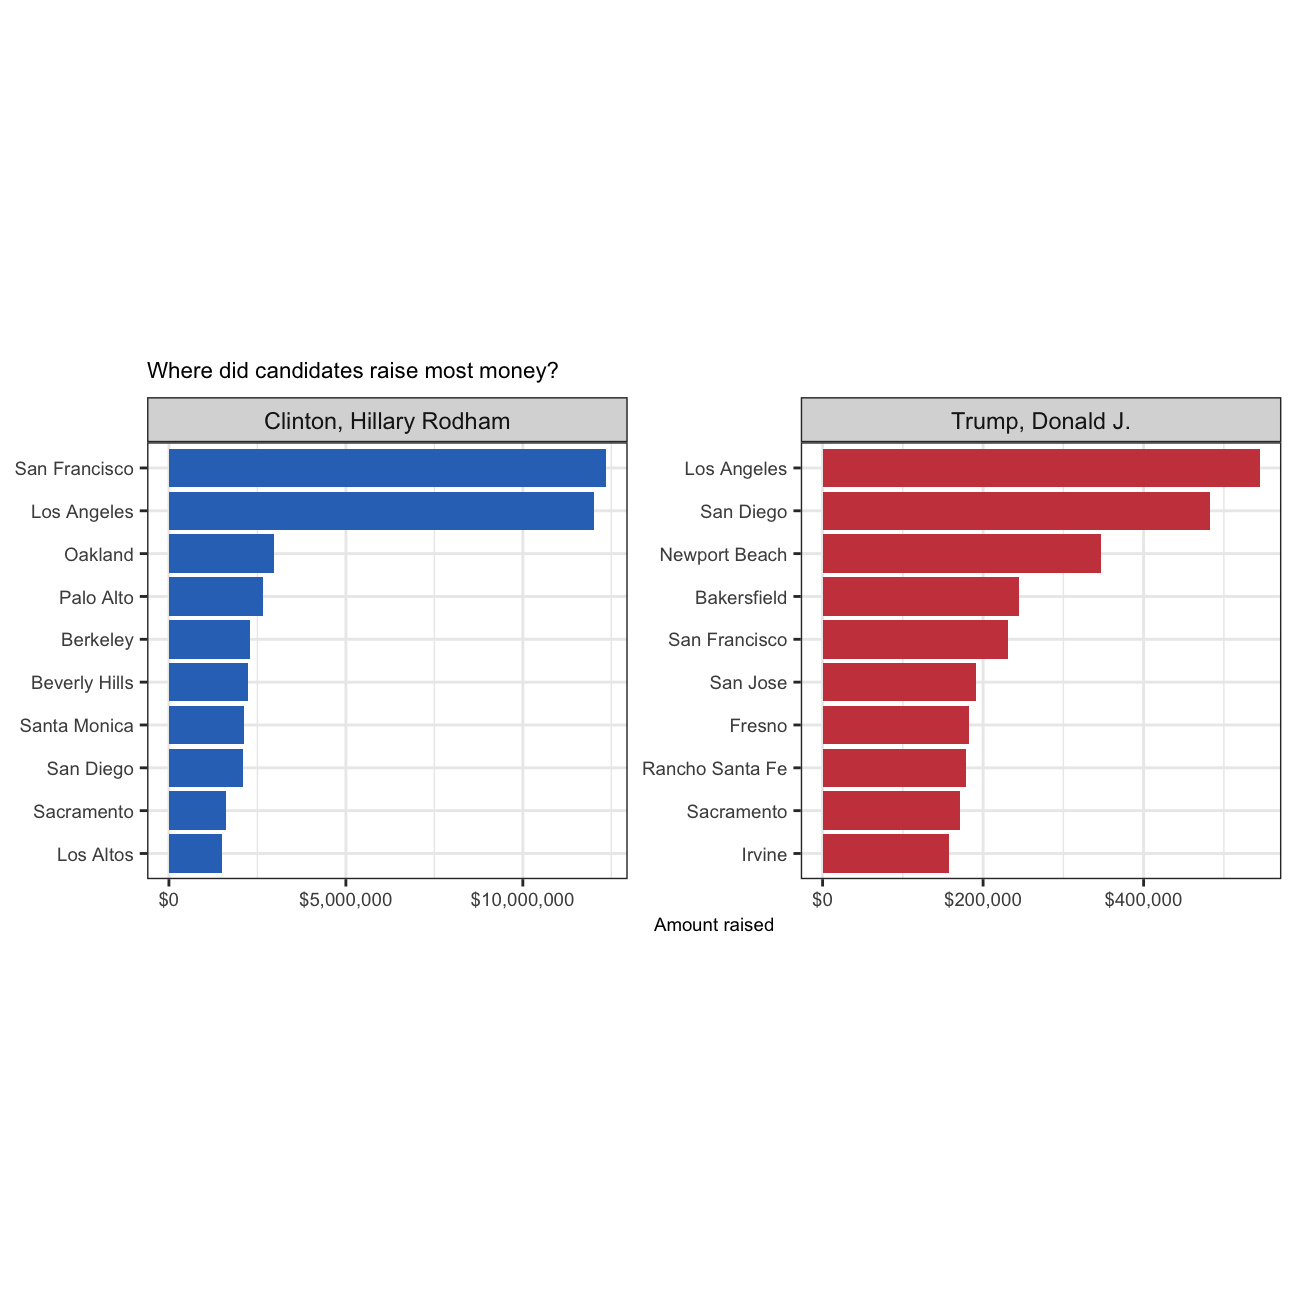 Where did candidates raise most money?
Clinton, Hillary Rodham
San Francisco
Los Angeles
Oakland
Palo Alto
Berkeley
Beverly Hills
Santa Monica
San Diego
Sacramento
Los Altos
$0 $5,000,000 $10,000,000
Trump, Donald J.
Los Angeles
San Diego
Newport Beach
Bakersfield
San Francisco
San Jose
Fresno
Rancho Santa Fe
Sacramento
Irvine
$0 $200,000 $400,000
Amount raised